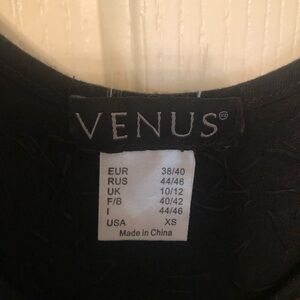 VENUS®
EUR 38/40
RUS 44/46
UK 10/12
F/B 40/42
I 44/46
USA XS
Made in China